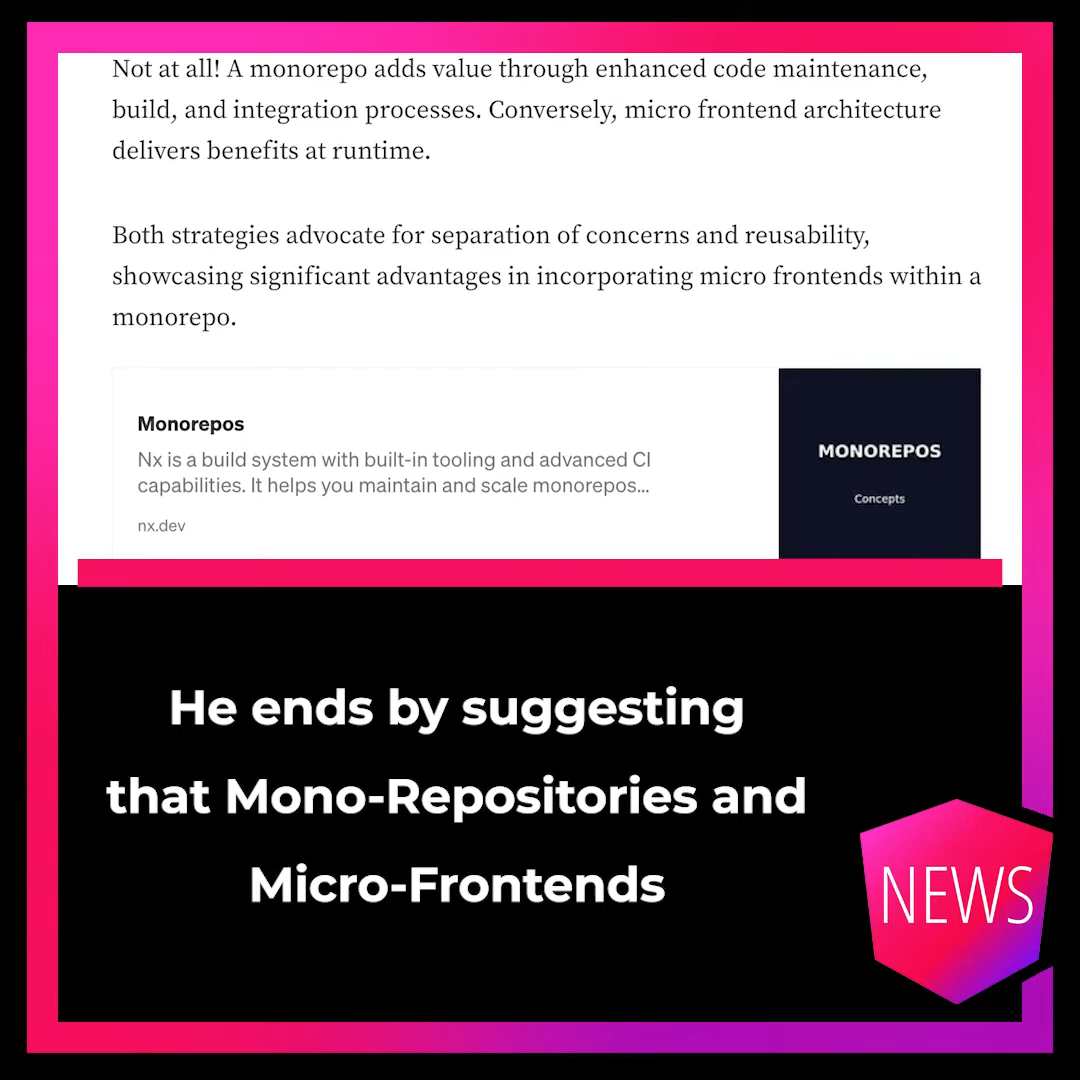 Not at all! A monorepo adds value through enhanced code maintenance,
build, and integration processes. Conversely, micro frontend architecture
delivers benefits at runtime.
Both strategies advocate for separation of concerns and reusability,
showcasing significant advantages in incorporating micro frontends within a
monorepo.
Monorepos
Nx is a build system with built-in tooling and advanced CI
capabilities. It helps you maintain and scale monorepos...
nx.dev
MONOREPOS
Concepts
He ends by suggesting
that Mono-Repositories and
Micro-Frontends
NEWS